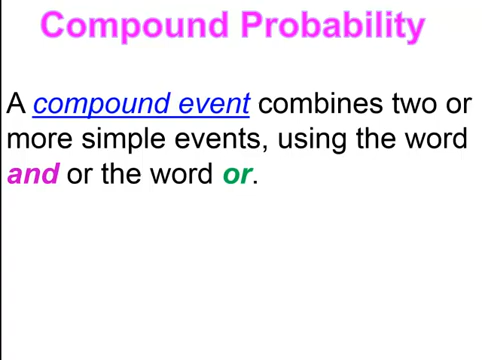 Compound Probability
A compound event combines two or
more simple events, using the word
and or the word or.